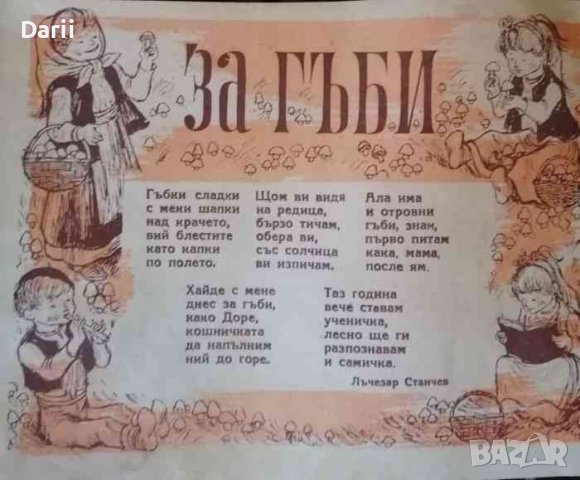 Darii
ЗА ГЪБИ
Гъбки сладки
с меки шапки
над крачето,
вий блестите
като капки
по полето.
Щом ви видя
на редица,
бързо тичам,
обера ви,
със солчица
ви изпичам.
Ала има
и отровни
гъби, знам,
първо питам
кака, мама,
после ям.
Хайде с мене
днес за гъби,
како Доре,
кошничката
да напълним
ний до горе.
Таз година
вече ставам
ученичка,
лесно ще ги
разпознавам
и самичка.
Лъчезар Станчев
BAZAR